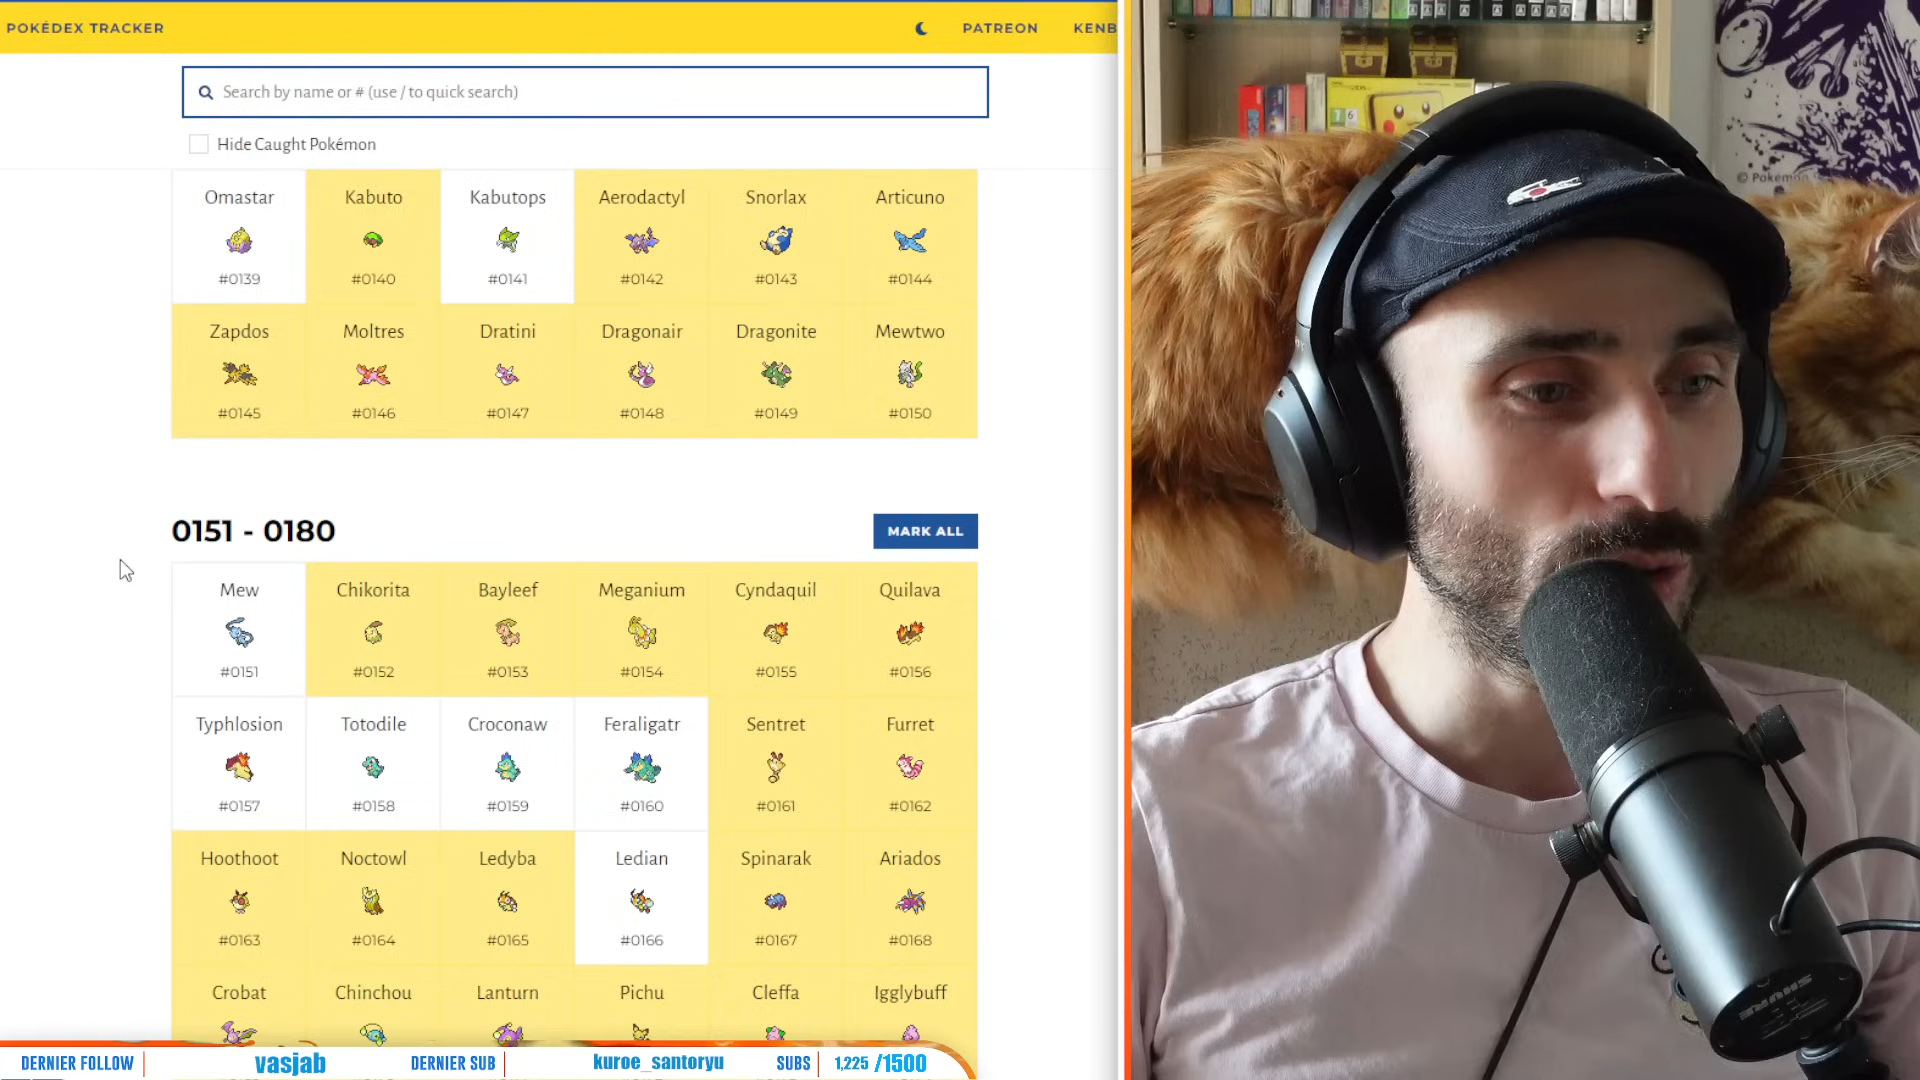 POKÉDEX TRACKER
PATREON
KENB
Search by name or # (use / to quick search)
Hide Caught Pokémon
Omastar
Kabuto
Kabutops
Aerodactyl
Snorlax
Articuno
#0139
#0140
#0141
#0142
#0143
#0144
Zapdos
Moltres
Dratini
Dragonair
Dragonite
Mewtwo
#0145
#0146
#0147
#0148
#0149
#0150
0151 - 0180
MARK ALL
Mew
Chikorita
Bayleef
Meganium
Cyndaquil
Quilava
#0151
#0152
#0153
#0154
#0155
#0156
Typhlosion
Totodile
Croconaw
Feraligatr
Sentret
Furret
#0157
#0158
#0159
#0160
#0161
#0162
Hoothoot
Noctowl
Ledyba
Ledian
Spinarak
Ariados
#0163
#0164
#0165
#0166
#0167
#0168
Crobat
Chinchou
Lanturn
Pichu
Cleffa
Igglybuff
DERNIER FOLLOW
vasjab
DERNIER SUB
kuroe_santoryu
SUBS
1,225 /1500
© Pokémon
SHURE